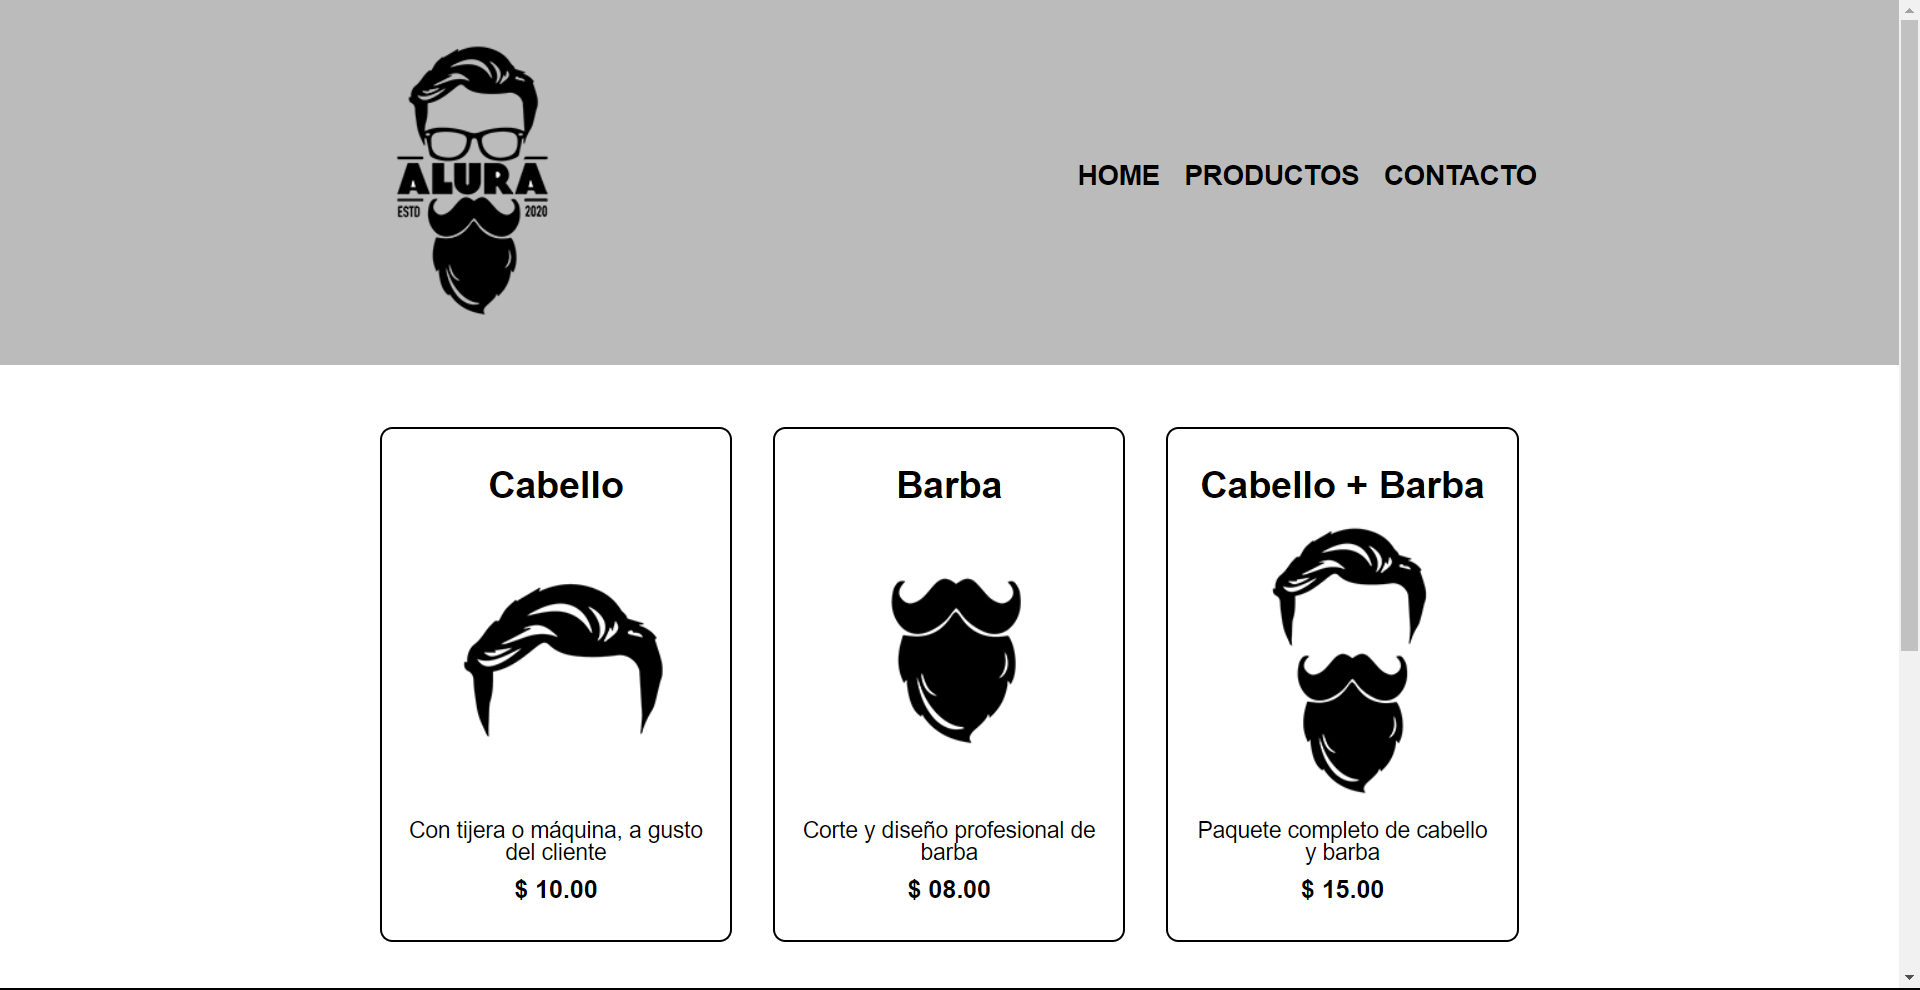 ALURA
ESTD 2020
HOME PRODUCTOS CONTACTO
Cabello
Con tijera o máquina, a gusto
del cliente
$ 10.00
Barba
Corte y diseño profesional de
barba
$ 08.00
Cabello + Barba
Paquete completo de cabello
y barba
$ 15.00